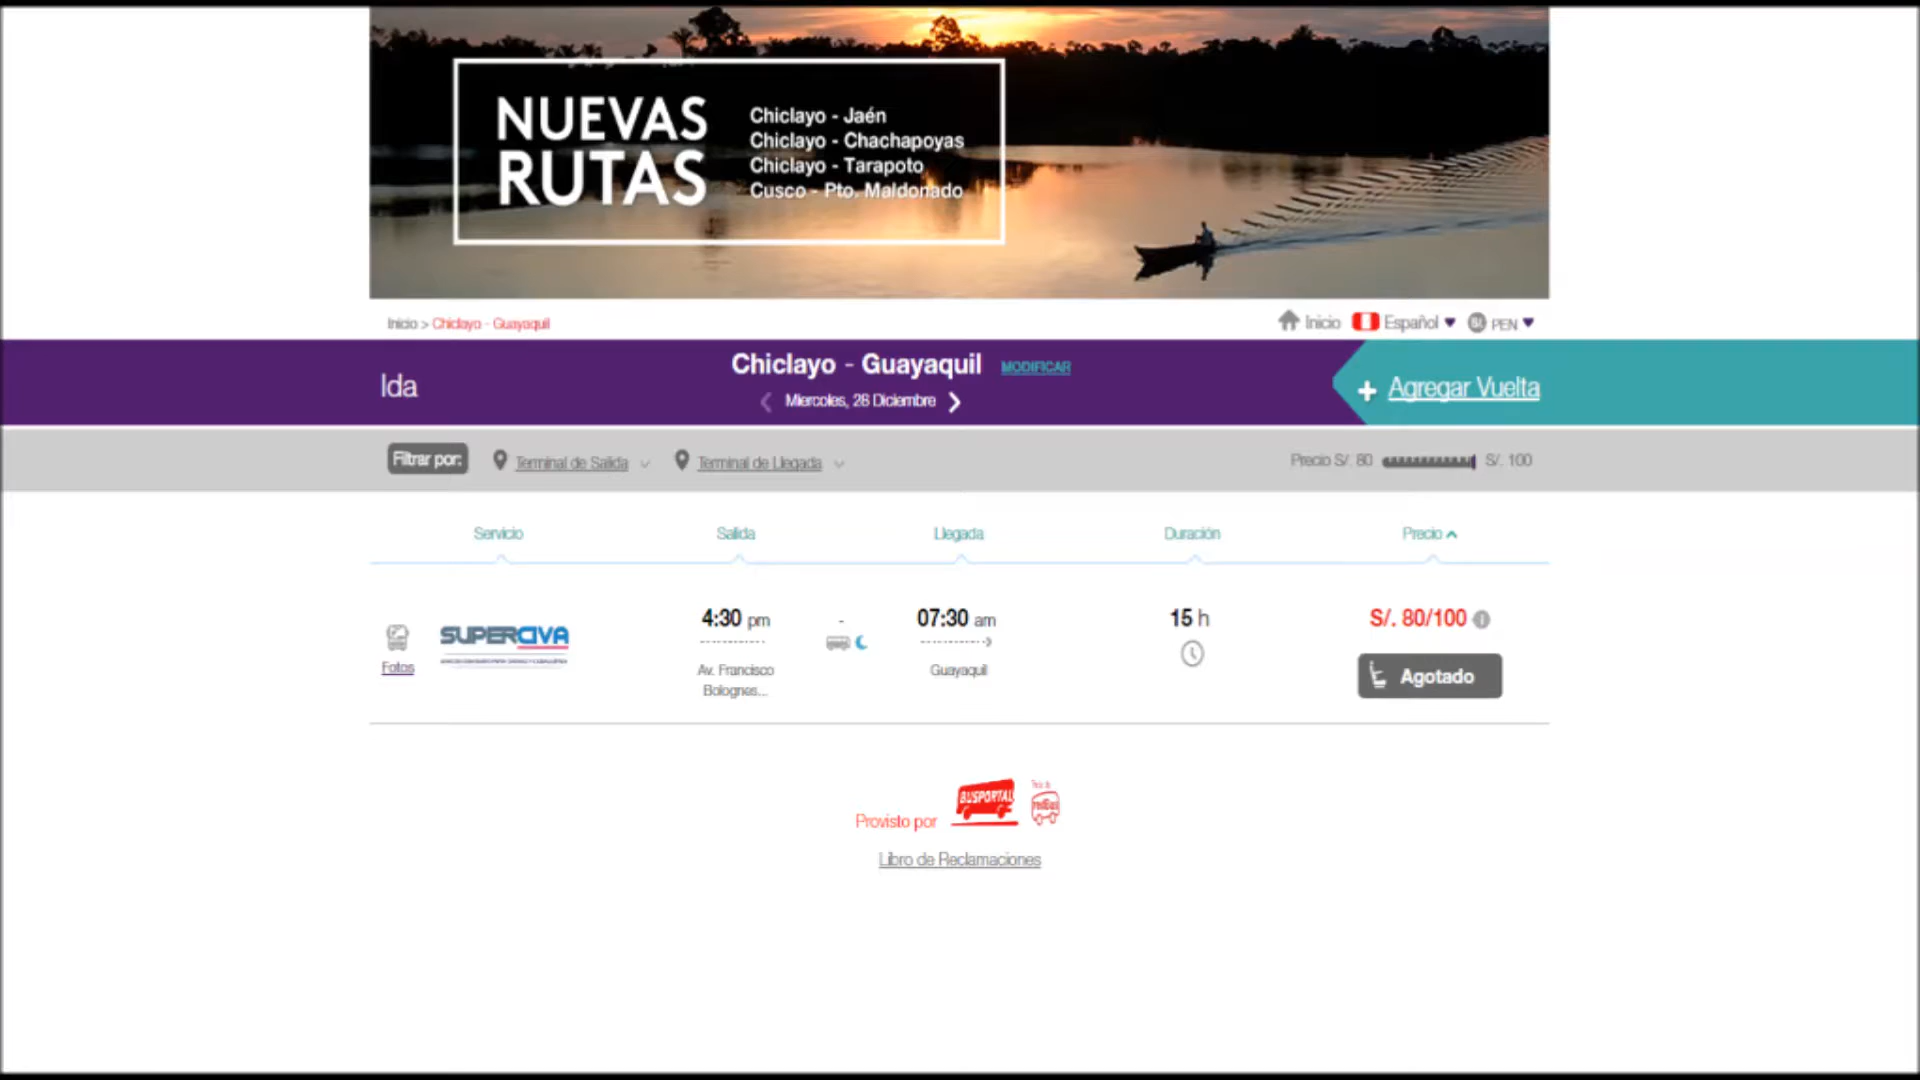 NUEVAS
RUTAS
Chiclayo - Jaén
Chiclayo - Chachapoyas
Chiclayo - Tarapoto
Cusco - Pto. Maldonado
Inicio > Chiclayo - Guayaquil
Inicio Español S/. PEN
Ida
Chiclayo - Guayaquil MODIFICAR
Miercoles, 28 Diciembre
+ Agregar Vuelta
Filtrar por: Terminal de Salida Terminal de Llegada
Precio S/. 80 S/. 100
Servicio Salida Llegada Duración Precio
Fotos
SUPERCIVA
4:30 pm - 07:30 am 15 h S/. 80/100
Av. Francisco
Bolognes...
Guayaquil
Agotado
Provisto por BUSPORTAL redBus
Libro de Reclamaciones